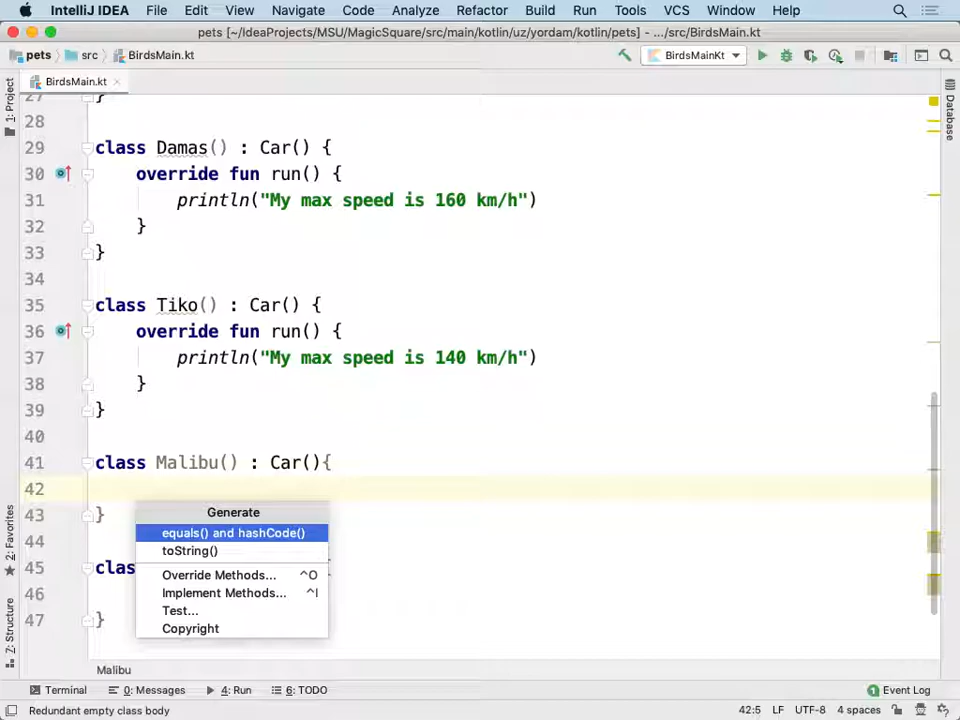 IntelliJ IDEA File Edit View Navigate Code Analyze Refactor Build Run Tools VCS Window Help
pets [~/IdeaProjects/MSU/MagicSquare/src/main/kotlin/uz/yordam/kotlin/pets] - .../src/BirdsMain.kt
pets src BirdsMain.kt BirdsMainKt
BirdsMain.kt
1: Project
Database
27 }
28
29 class Damas() : Car() {
30 override fun run() {
31 println("My max speed is 160 km/h")
32 }
33 }
34
35 class Tiko() : Car() {
36 override fun run() {
37 println("My max speed is 140 km/h")
38 }
39 }
40
41 class Malibu() : Car(){
42
43 }
44
45 clas
46
47 }
Generate
equals() and hashCode()
toString()
Override Methods... ^O
Implement Methods... ^I
Test...
Copyright
2: Favorites
7: Structure
Malibu
Terminal 0: Messages 4: Run 6: TODO 1 Event Log
Redundant empty class body 42:5 LF UTF-8 4 spaces